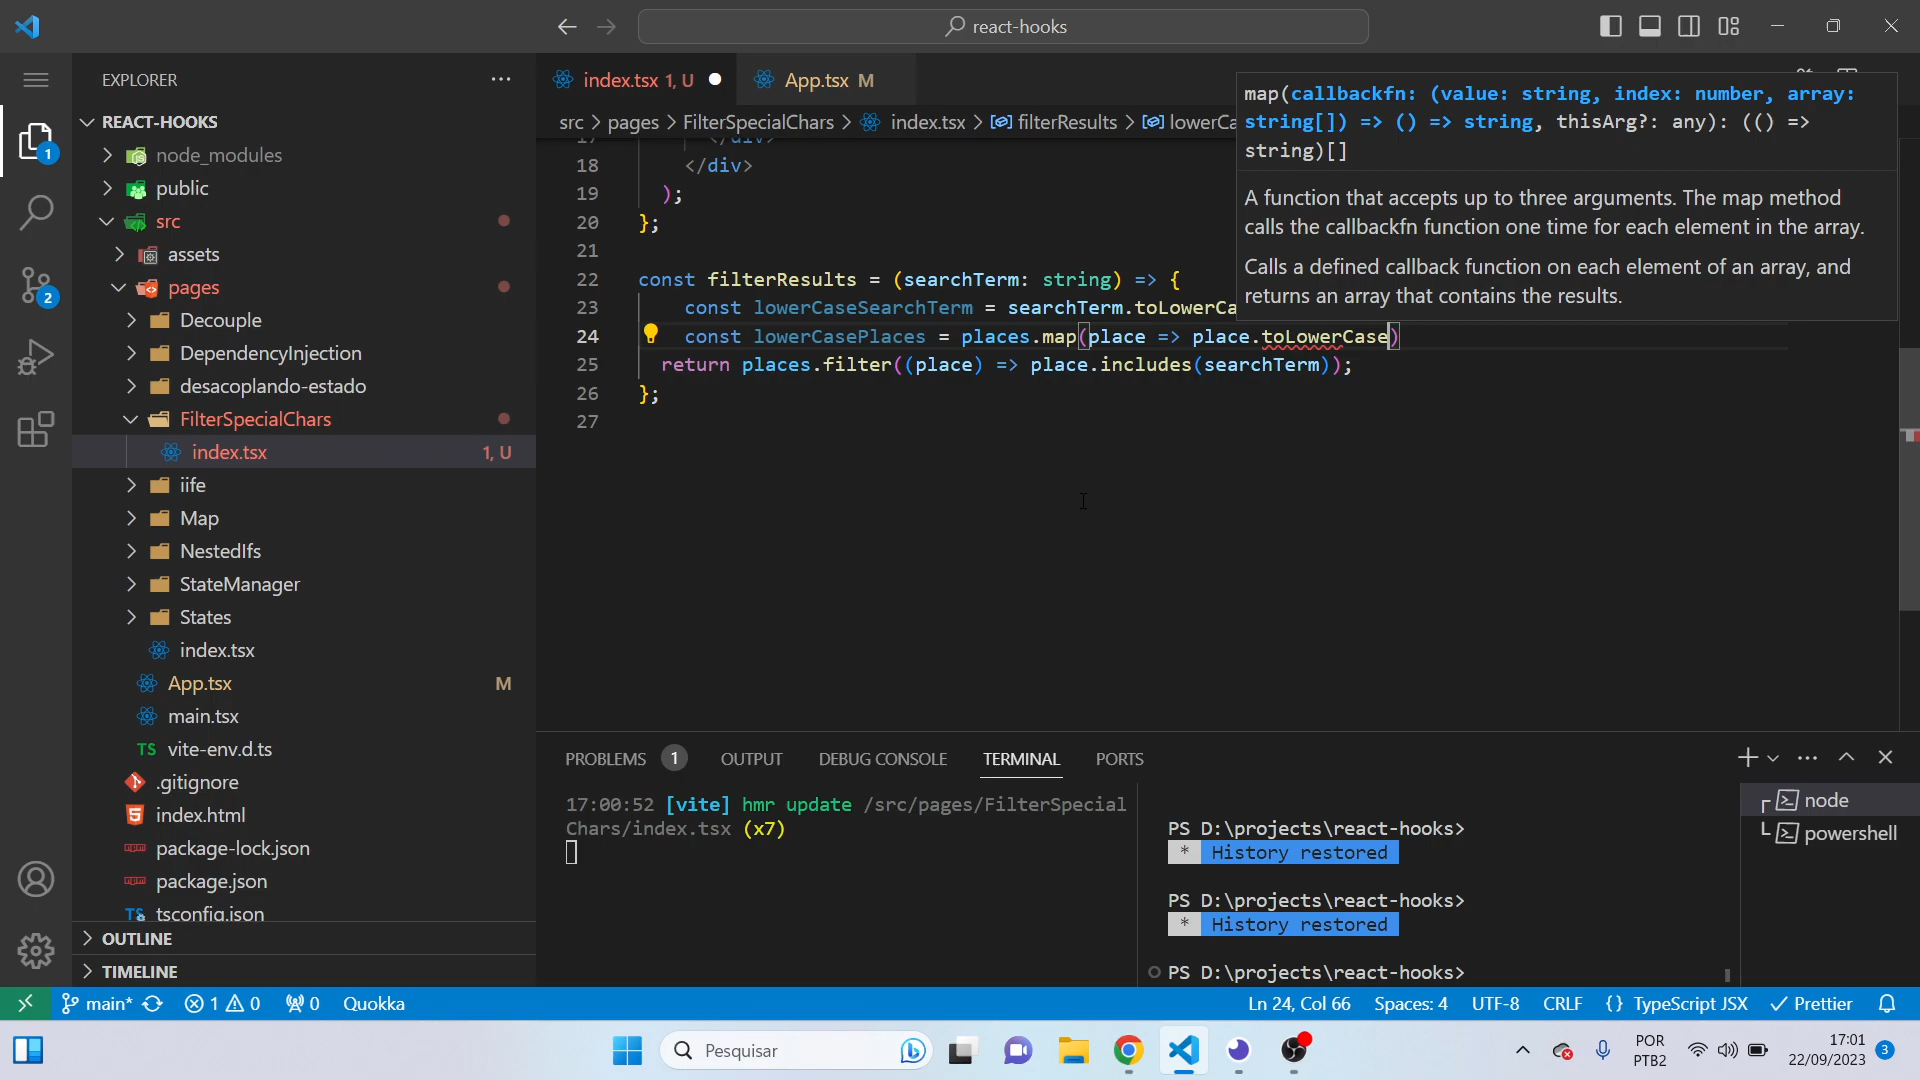 react-hooks
EXPLORER
REACT-HOOKS
node_modules
public
src
assets
pages
Decouple
DependencyInjection
desacoplando-estado
FilterSpecialChars
index.tsx 1, U
iife
Map
NestedIfs
StateManager
States
index.tsx
App.tsx M
main.tsx
TS vite-env.d.ts
.gitignore
index.html
package-lock.json
package.json
tsconfig.json
OUTLINE
TIMELINE
1
2
index.tsx 1, U
App.tsx M
src > pages > FilterSpecialChars > index.tsx > filterResults > lowerCa
17 </div>
18 </div>
19 );
20 };
21
22 const filterResults = (searchTerm: string) => {
23 const lowerCaseSearchTerm = searchTerm.toLowerCa
24 const lowerCasePlaces = places.map(place => place.toLowerCase)
25 return places.filter((place) => place.includes(searchTerm));
26 };
27
map(callbackfn: (value: string, index: number, array:
string[]) => () => string, thisArg?: any): (() =>
string)[]
A function that accepts up to three arguments. The map method
calls the callbackfn function one time for each element in the array.
Calls a defined callback function on each element of an array, and
returns an array that contains the results.
PROBLEMS 1 OUTPUT DEBUG CONSOLE TERMINAL PORTS
17:00:52 [vite] hmr update /src/pages/FilterSpecial
Chars/index.tsx (x7)
PS D:\projects\react-hooks>
* History restored
PS D:\projects\react-hooks>
* History restored
PS D:\projects\react-hooks>
node
powershell
main* 1 0 0 Quokka
Ln 24, Col 66 Spaces: 4 UTF-8 CRLF {} TypeScript JSX Prettier
Pesquisar
POR
PTB2
17:01
22/09/2023
3